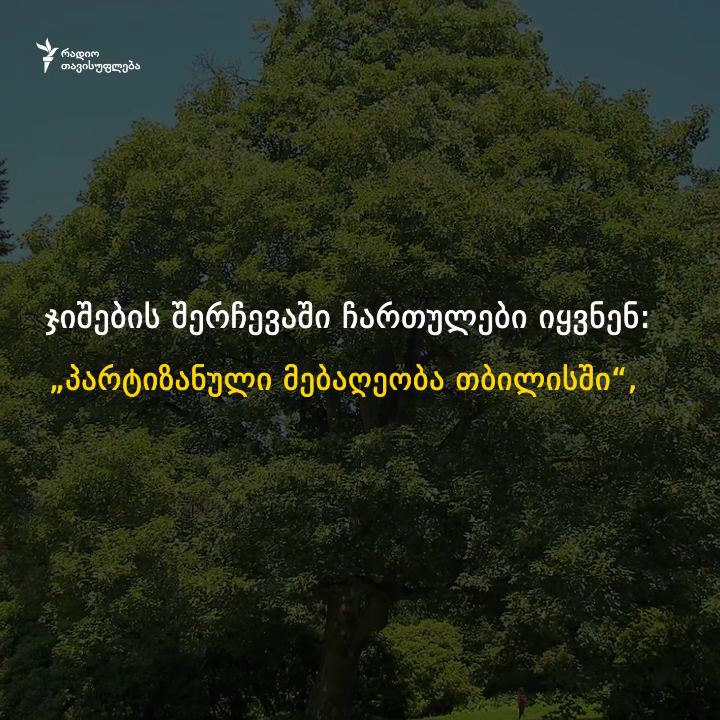 რადიო
თავისუფლება
ჯიშების შერჩევაში ჩართულები იყვნენ:
„პარტიზანული მებაღეობა თბილისში“,